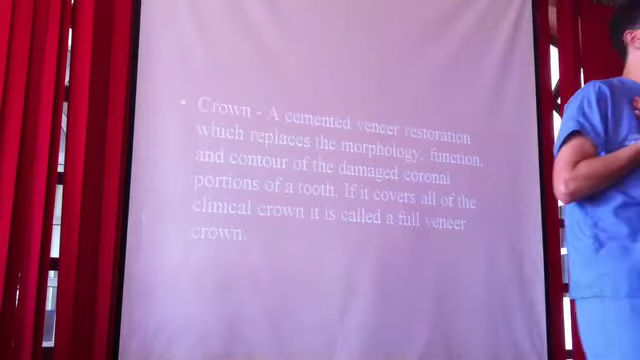 • Crown - A cemented veneer restoration
which replaces the morphology, function,
and contour of the damaged coronal
portions of a tooth. If it covers all of the
clinical crown it is called a full veneer
crown.